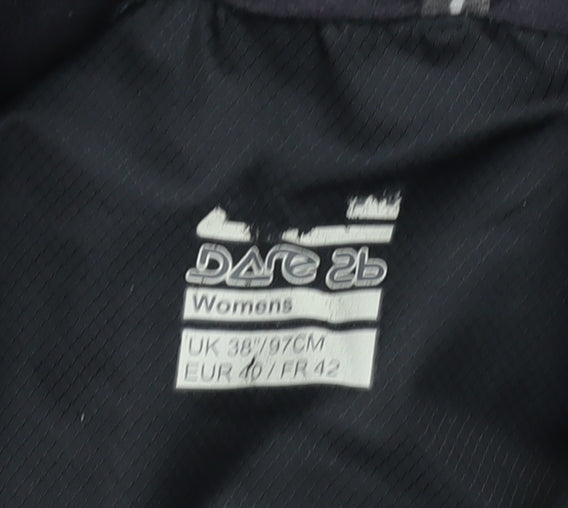 Dare 2b
Womens
UK 38"/97CM
EUR 40 / FR 42